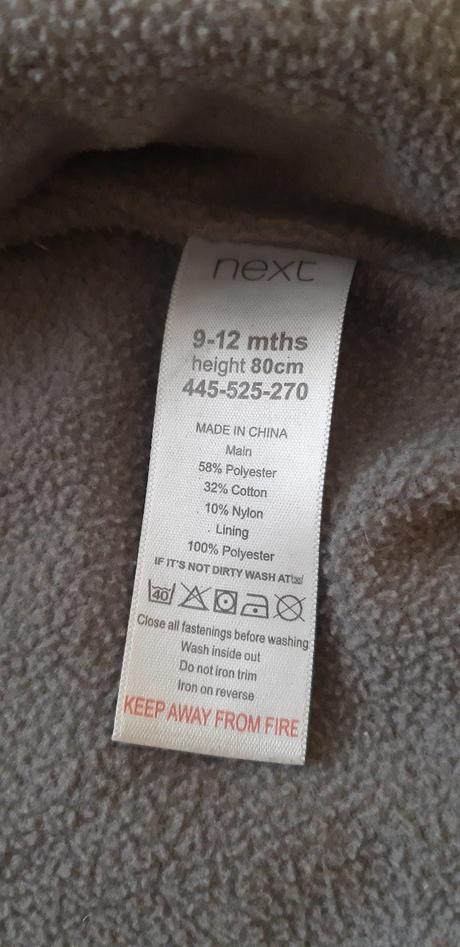 next
9-12 mths
height 80cm
445-525-270
MADE IN CHINA
Main
58% Polyester
32% Cotton
10% Nylon
Lining
100% Polyester
IF IT'S NOT DIRTY WASH AT
40
Close all fastenings before washing
Wash inside out
Do not iron trim
Iron on reverse
KEEP AWAY FROM FIRE